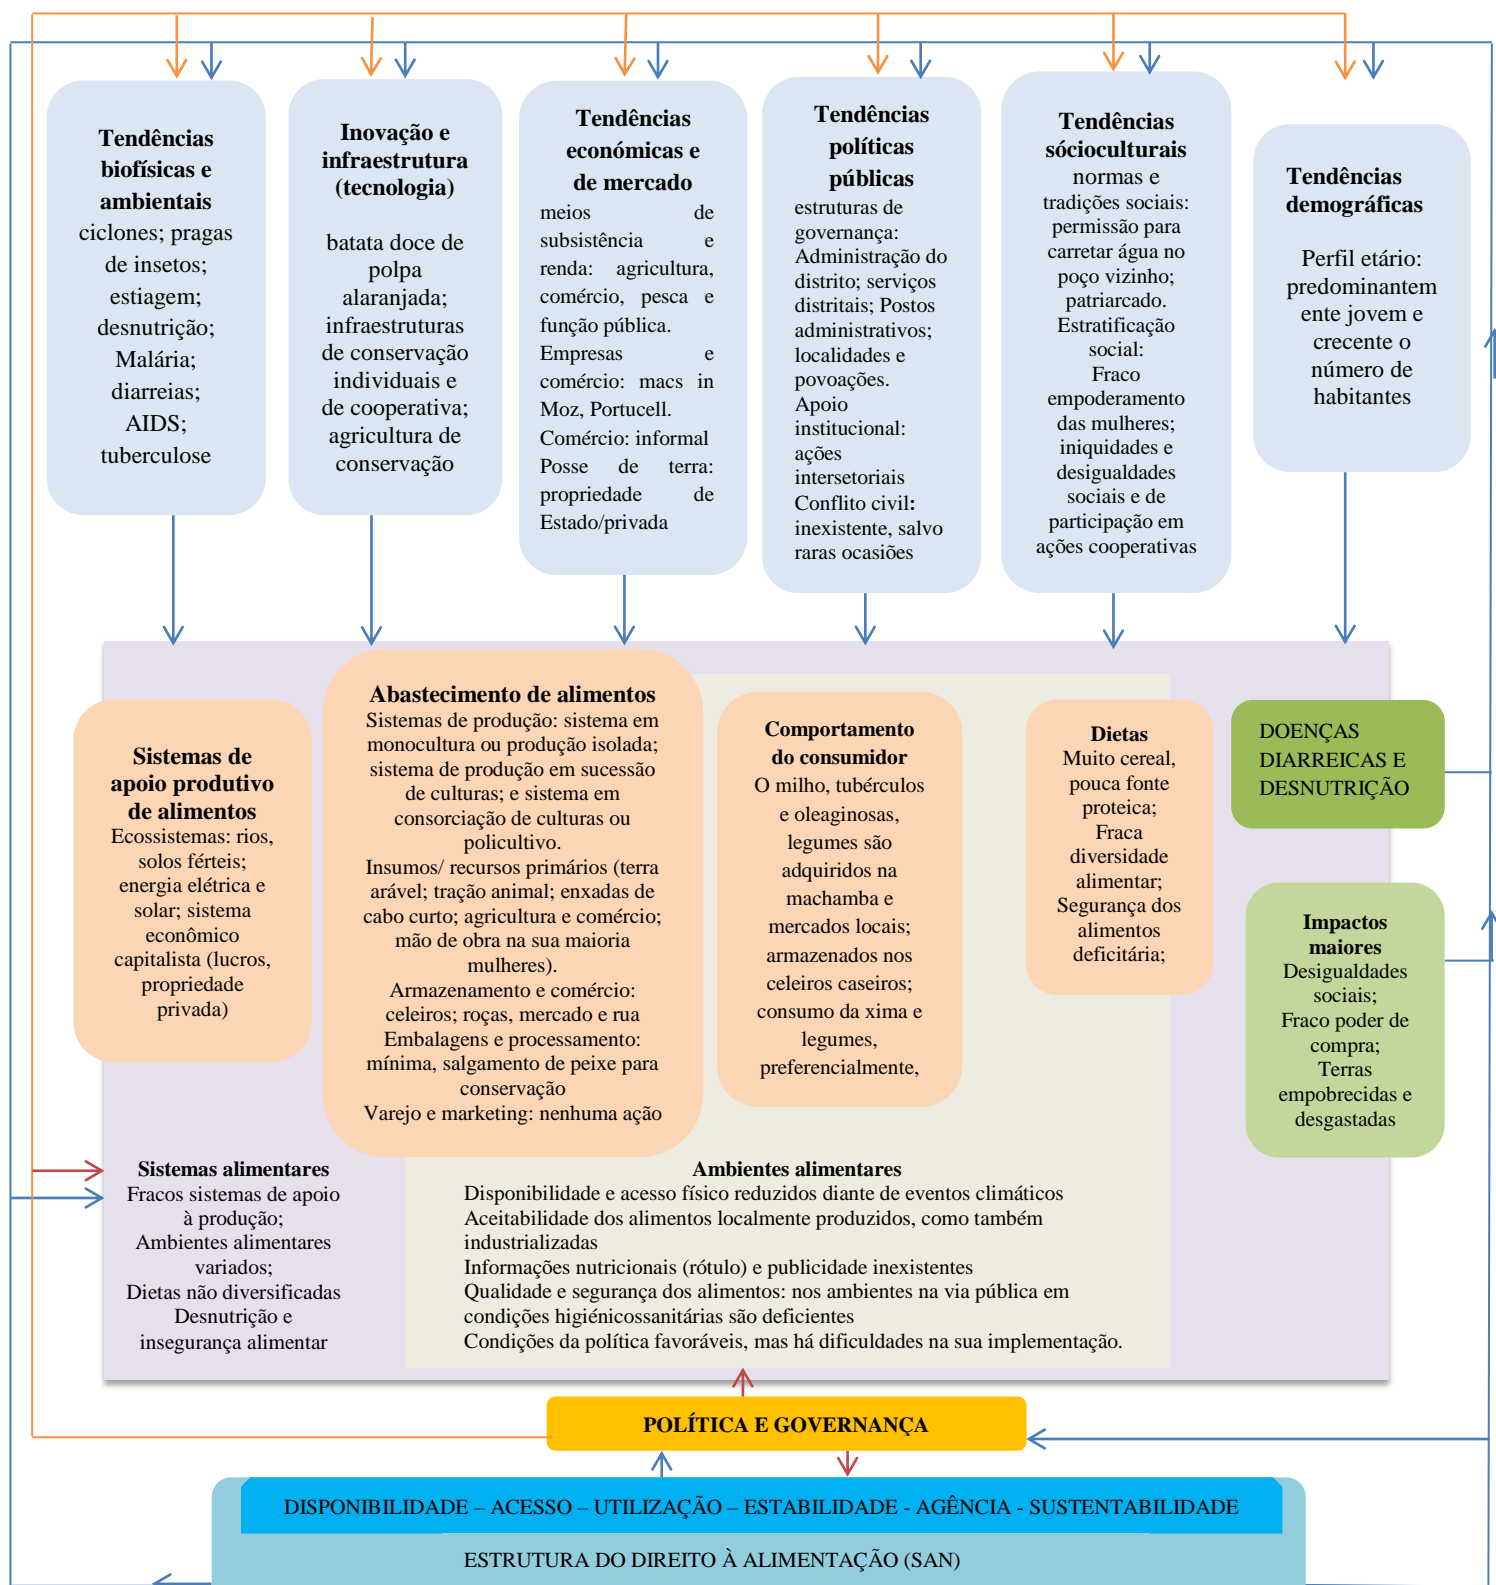 Tendências
biofísicas e
ambientais
ciclones; pragas
de insetos;
estiagem;
desnutrição;
Malária;
diarreias;
AIDS;
tuberculose
Inovação e
infraestrutura
(tecnologia)
batata doce de
polpa
alaranjada;
infraestruturas
de conservação
individuais e
de cooperativa;
agricultura de
conservação
Tendências
económicas e
de mercado
meios de
subsistência e
renda: agricultura,
comércio, pesca e
função pública.
Empresas e
comércio: macs in
Moz, Portucell.
Comércio: informal
Posse de terra:
propriedade de
Estado/privada
Tendências
políticas
públicas
estruturas de
governança:
Administração do
distrito; serviços
distritais; Postos
administrativos;
localidades e
povoações.
Apoio
institucional:
ações
intersetoriais
Conflito civil:
inexistente, salvo
raras ocasiões
Tendências
sócioculturais
normas e
tradições sociais:
permissão para
carretar água no
poço vizinho;
patriarcado.
Estratificação
social:
Fraco
empoderamento
das mulheres;
iniquidades e
desigualdades
sociais e de
participação em
ações cooperativas
Tendências
demográficas
Perfil etário:
predominantem
ente jovem e
crescente o
número de
habitantes
Sistemas de
apoio produtivo
de alimentos
Ecossistemas: rios,
solos férteis;
energia elétrica e
solar; sistema
econômico
capitalista (lucros,
propriedade
privada)
Abastecimento de alimentos
Sistemas de produção: sistema em
monocultura ou produção isolada;
sistema de produção em sucessão
de culturas; e sistema em
consorciação de culturas ou
policultivo.
Insumos/ recursos primários (terra
arável; tração animal; enxadas de
cabo curto; agricultura e comércio;
mão de obra na sua maioria
mulheres).
Armazenamento e comércio:
celeiros; roças, mercado e rua
Embalagens e processamento:
mínima, salgamento de peixe para
conservação
Varejo e marketing: nenhuma ação
Comportamento
do consumidor
O milho, tubérculos
e oleaginosas,
legumes são
adquiridos na
machamba e
mercados locais;
armazenados nos
celeiros caseiros;
consumo da xima e
legumes,
preferencialmente,
Dietas
Muito cereal,
pouca fonte
proteica;
Fraca
diversidade
alimentar;
Segurança dos
alimentos
deficitária;
DOENÇAS
DIARREICAS E
DESNUTRIÇÃO
Impactos
maiores
Desigualdades
sociais;
Fraco poder de
compra;
Terras
empobrecidas e
desgastadas
Sistemas alimentares
Fracos sistemas de apoio
à produção;
Ambientes alimentares
variados;
Dietas não diversificadas
Desnutrição e
insegurança alimentar
Ambientes alimentares
Disponibilidade e acesso físico reduzidos diante de eventos climáticos
Aceitabilidade dos alimentos localmente produzidos, como também
industrializadas
Informações nutricionais (rótulo) e publicidade inexistentes
Qualidade e segurança dos alimentos: nos ambientes na via pública em
condições higiénicossanitárias são deficientes
Condições da política favoráveis, mas há dificuldades na sua implementação.
POLÍTICA E GOVERNANÇA
DISPONIBILIDADE – ACESSO – UTILIZAÇÃO – ESTABILIDADE - AGÊNCIA - SUSTENTABILIDADE
ESTRUTURA DO DIREITO À ALIMENTAÇÃO (SAN)